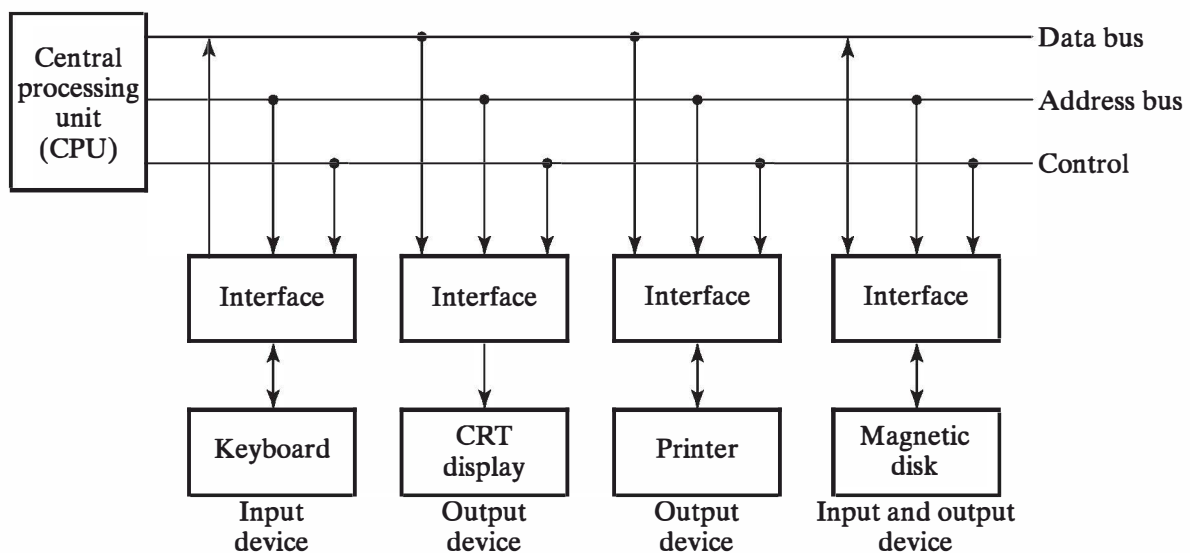 Central
processing
unit
(CPU)
Data bus
Address bus
Control
Interface
Interface
Interface
Interface
Keyboard
CRT
display
Printer
Magnetic
disk
Input
device
Output
device
Output
device
Input and output
device